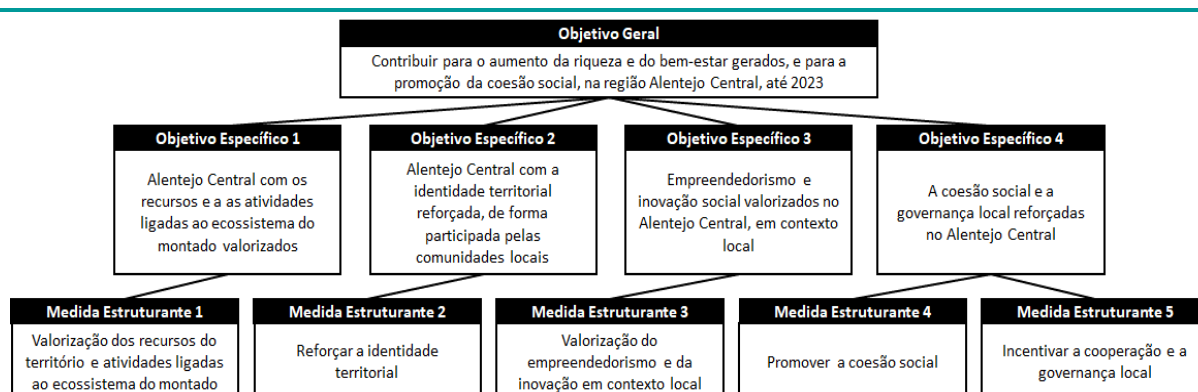 Objetivo Geral
Contribuir para o aumento da riqueza e do bem-estar gerados, e para a
promoção da coesão social, na região Alentejo Central, até 2023
Objetivo Específico 1
Alentejo Central com os
recursos e a as atividades
ligadas ao ecossistema do
montado valorizados
Objetivo Específico 2
Alentejo Central com a
identidade territorial
reforçada, de forma
participada pelas
comunidades locais
Objetivo Específico 3
Empreendedorismo e
inovação social valorizados no
Alentejo Central, em contexto
local
Objetivo Específico 4
A coesão social e a
governança local reforçadas
no Alentejo Central
Medida Estruturante 1
Valorização dos recursos do
território e atividades ligadas
ao ecossistema do montado
Medida Estruturante 2
Reforçar a identidade
territorial
Medida Estruturante 3
Valorização do
empreendedorismo e da
inovação em contexto local
Medida Estruturante 4
Promover a coesão social
Medida Estruturante 5
Incentivar a cooperação e a
governança local